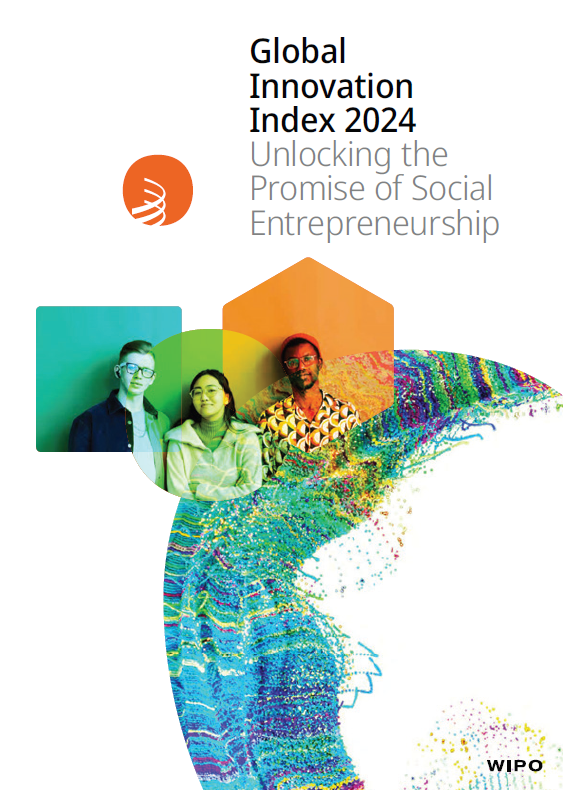 Global
Innovation
Index 2024
Unlocking the
Promise of Social
Entrepreneurship
WIPO